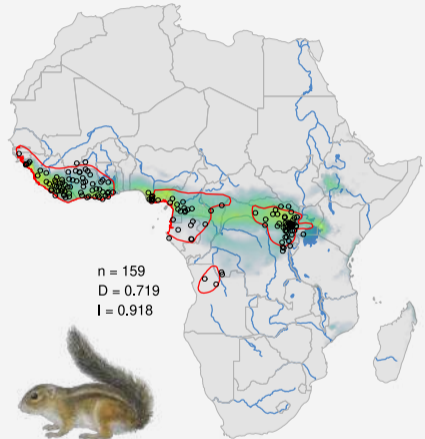 n = 159
D = 0.719
I = 0.918